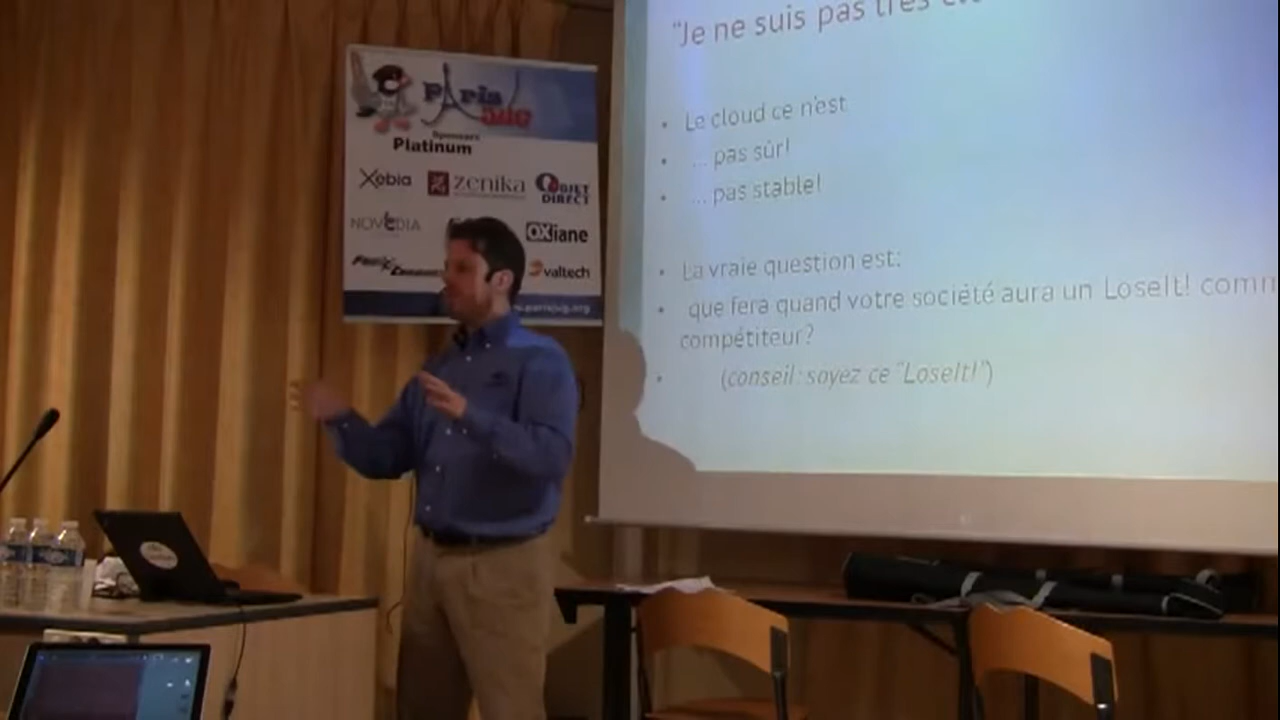 Paris
JUG
Sponsors
Platinum
Xebia
zenika
OBJET
DIRECT
NOVEDIA
OXiane
valtech
"Je ne suis pas très
• Le cloud ce n'est
• ... pas sûr!
• ... pas stable!
• La vraie question est:
• que fera quand votre société aura un LoseIt! comm
compétiteur?
• (conseil: soyez ce "LoseIt!")